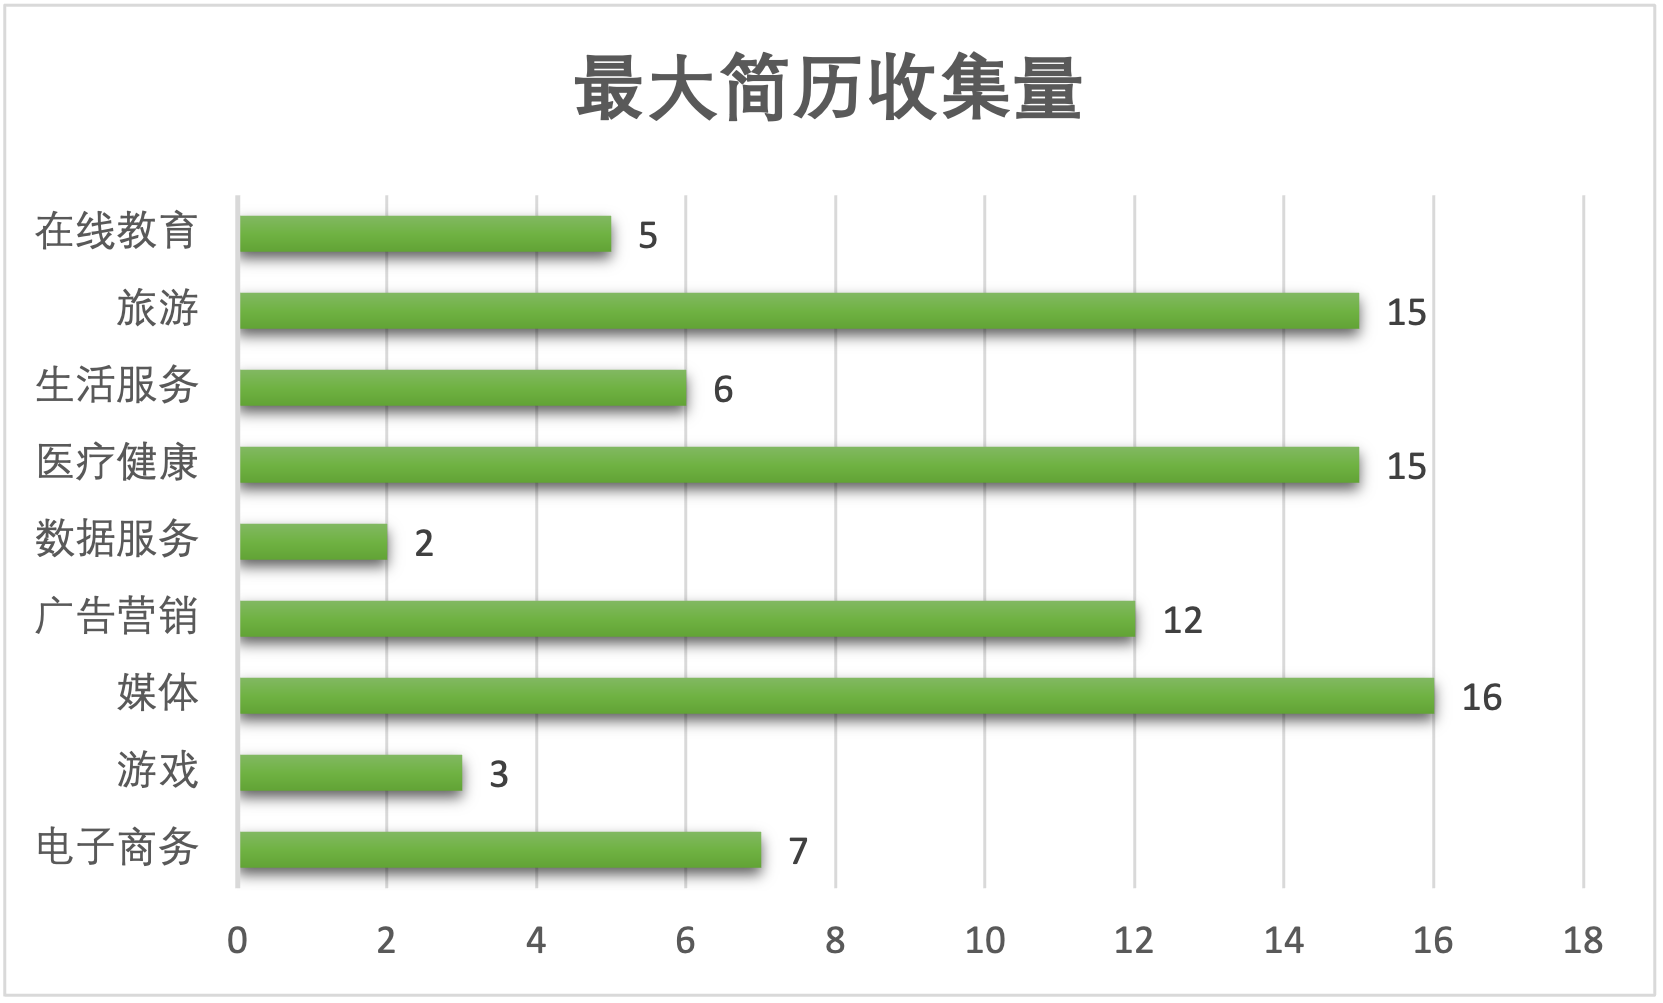 最大简历收集量
在线教育 5
旅游 15
生活服务 6
医疗健康 15
数据服务 2
广告营销 12
媒体 16
游戏 3
电子商务 7
0 2 4 6 8 10 12 14 16 18